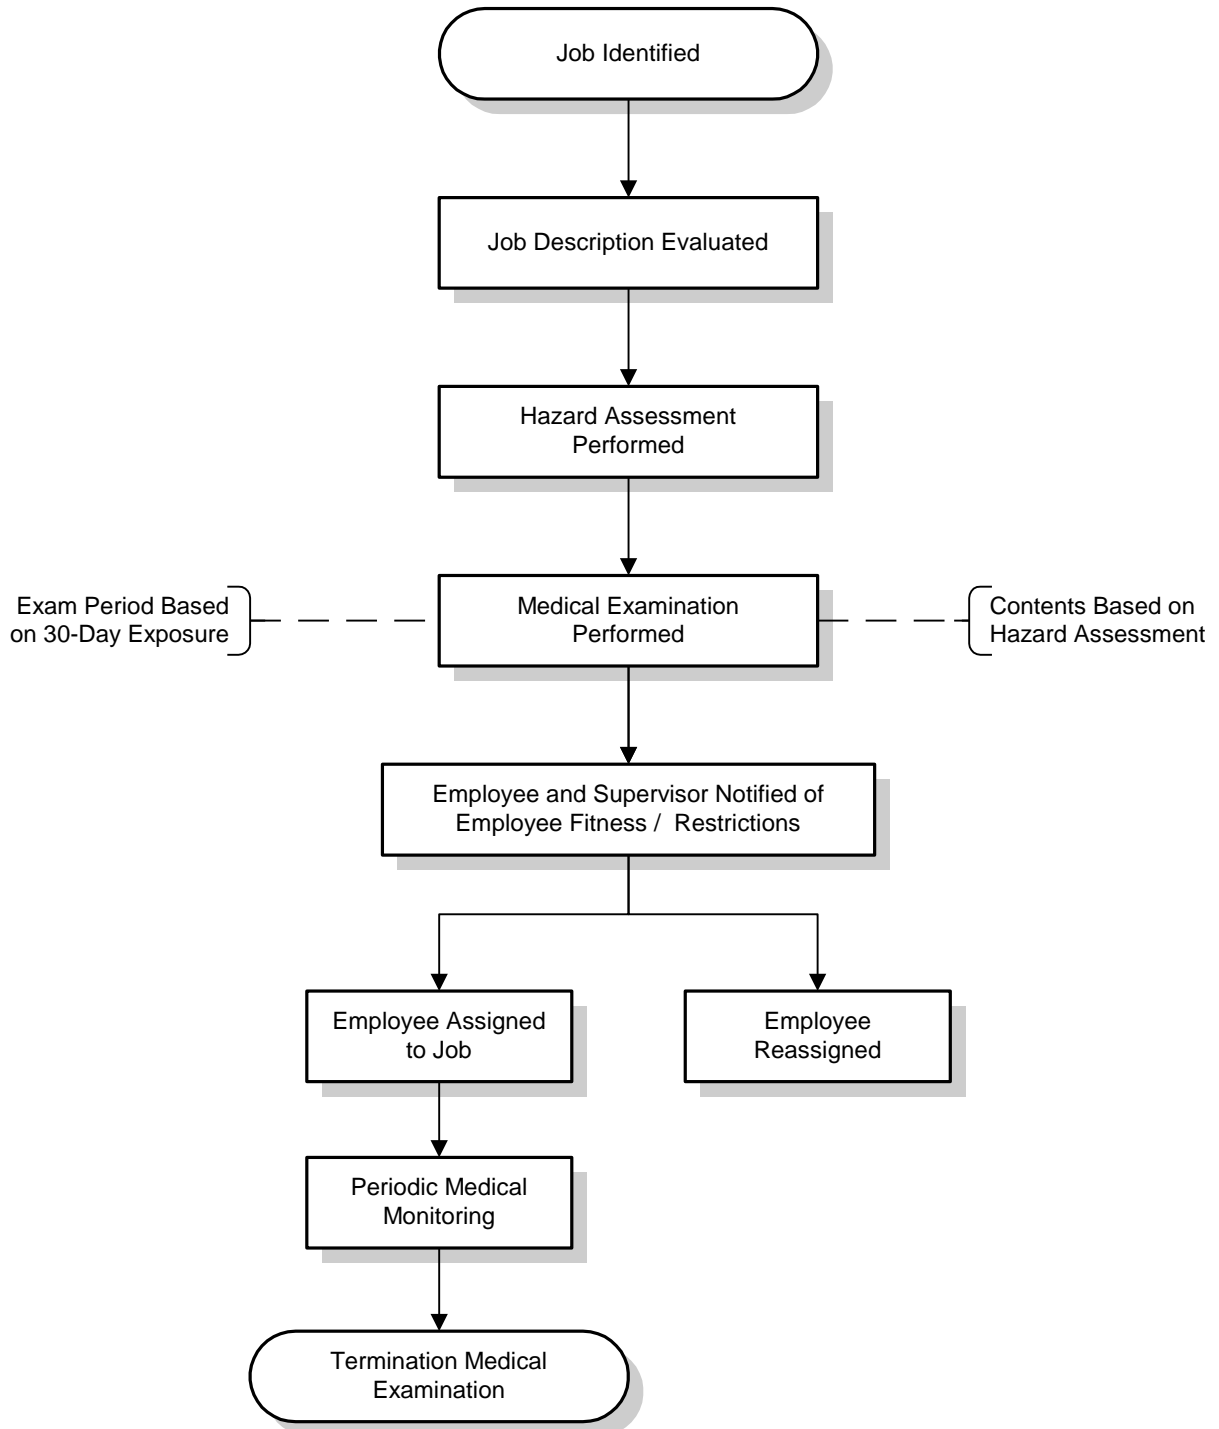 Job Identified
Job Description Evaluated
Hazard Assessment
Performed
Exam Period Based
on 30-Day Exposure
Medical Examination
Performed
Contents Based on
Hazard Assessment
Employee and Supervisor Notified of
Employee Fitness / Restrictions
Employee Assigned
to Job
Employee
Reassigned
Periodic Medical
Monitoring
Termination Medical
Examination